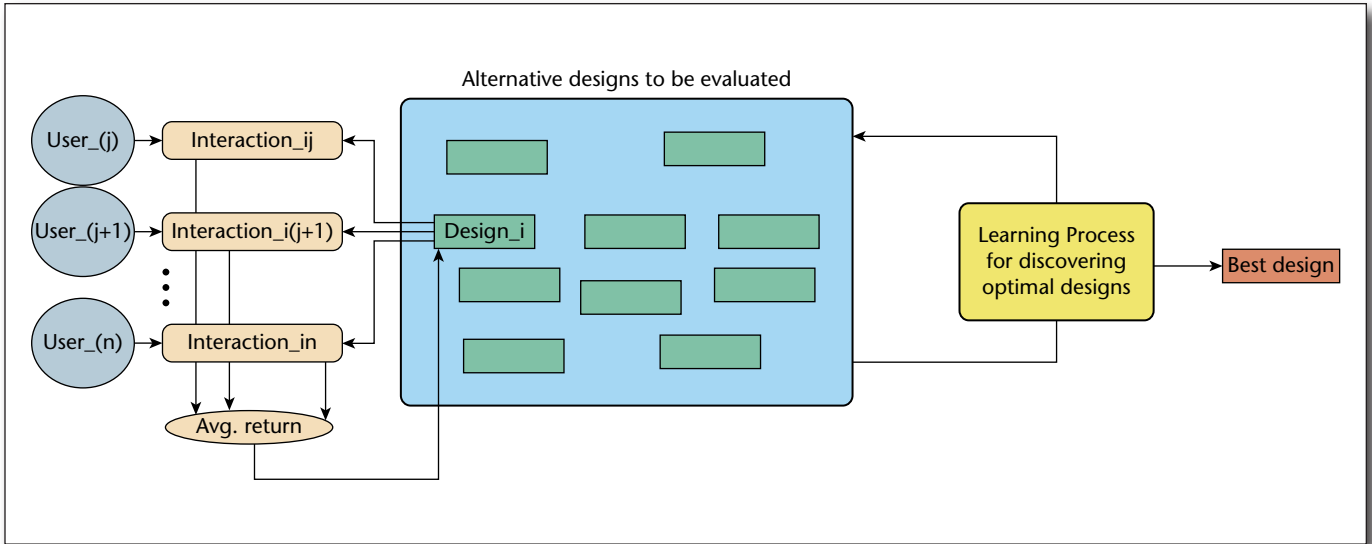 Alternative designs to be evaluated
User_(j)
Interaction_ij
User_(j+1)
Interaction_i(j+1)
Design_i
Learning Process
for discovering
optimal designs
Best design
User_(n)
Interaction_in
Avg. return